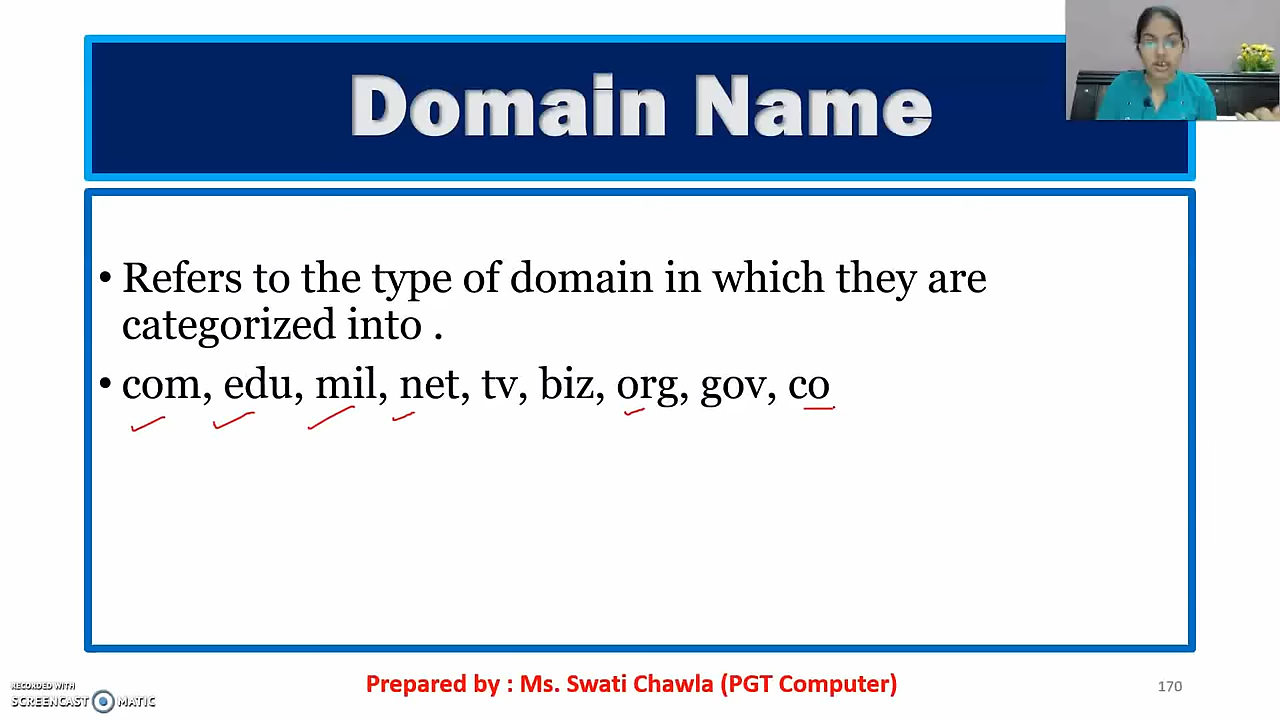 Domain Name
• Refers to the type of domain in which they are
categorized into .
• com, edu, mil, net, tv, biz, org, gov, co
Prepared by : Ms. Swati Chawla (PGT Computer)
170
RECORDED WITH
SCREENCAST MATIC